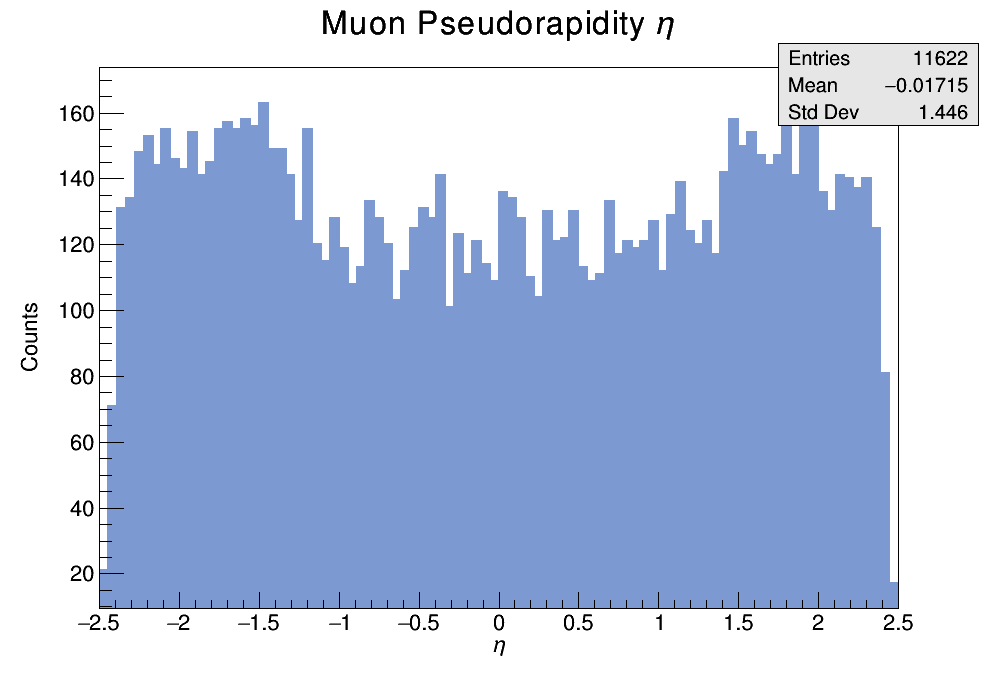 Muon Pseudorapidity η
Entries 11622
Mean −0.01715
Std Dev 1.446
Counts
160
140
120
100
80
60
40
20
−2.5 −2 −1.5 −1 −0.5 0 0.5 1 1.5 2 2.5
η